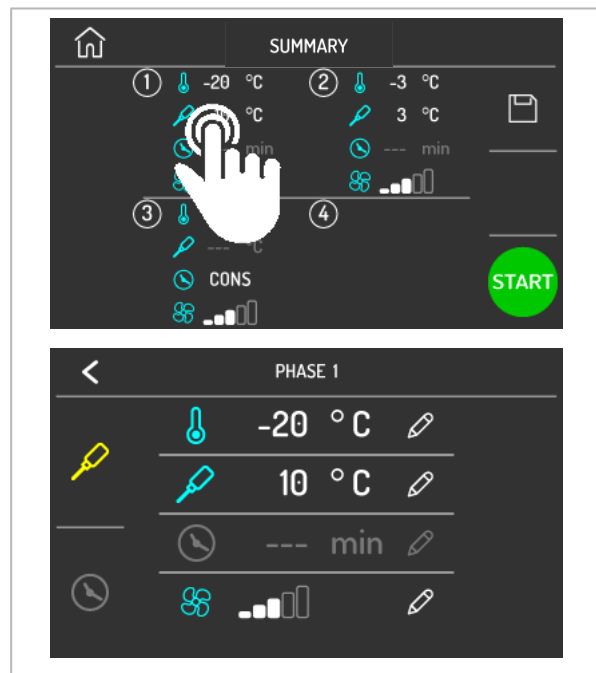 SUMMARY
1 -20 °C 2 -3 °C
°C 3 °C
min --- min
3 4
--- °C
CONS
START
PHASE 1
-20 °C
10 °C
--- min